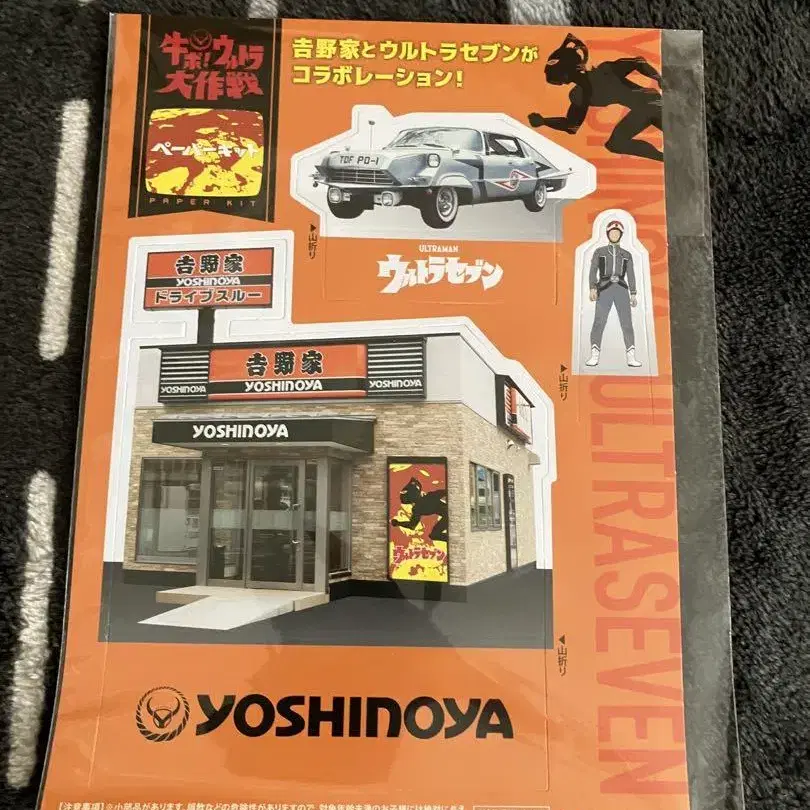 牛ボ!ウルトラ
大作戦
ペーパーキット
PAPER KIT
吉野家とウルトラセブンが
コラボレーション!
TDF PO-1
▶山折り
ULTRAMAN
ウルトラセブン
吉野家
YOSHINOYA
ドライブスルー
吉野家
YOSHINOYA
YOSHINOYA
YOSHINOYA
YOSHINOYA
ウルトラセブン
▶山折り
◀山折り
YOSHINOYA ULTRASEVEN
YOSHINOYA